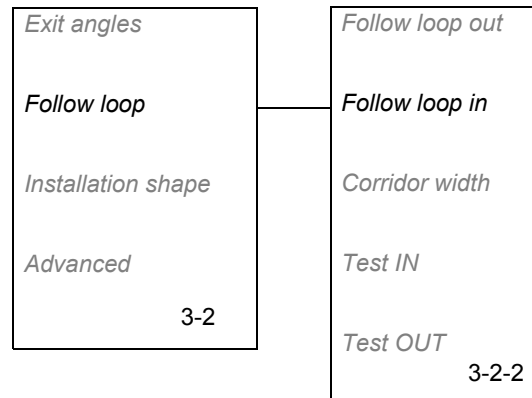 Exit angles
Follow loop
Installation shape
Advanced
3-2
Follow loop out
Follow loop in
Corridor width
Test IN
Test OUT
3-2-2